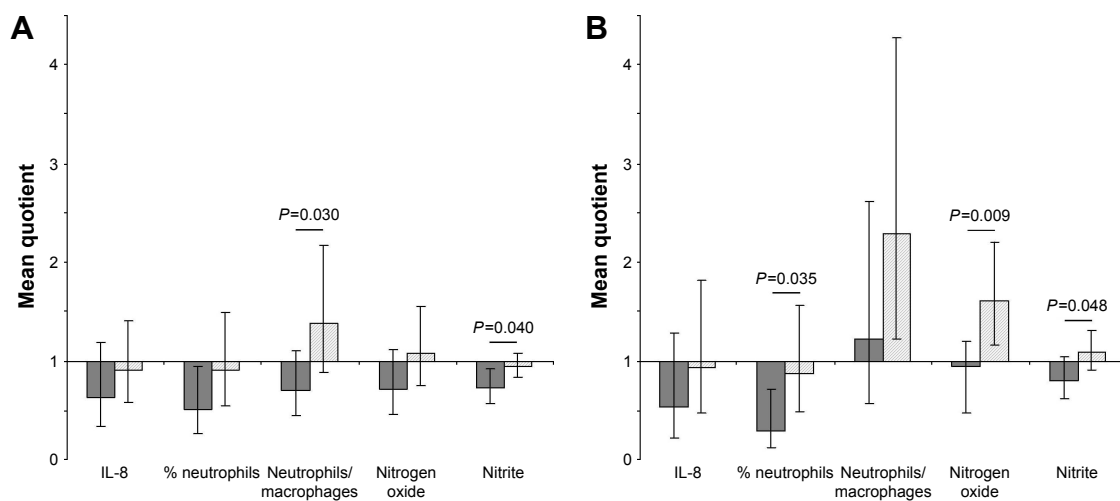 A
Mean quotient
4
3
2
1
0
P=0.030
P=0.040
IL-8
% neutrophils
Neutrophils/
macrophages
Nitrogen
oxide
Nitrite
B
Mean quotient
4
3
2
1
0
P=0.035
P=0.009
P=0.048
IL-8
% neutrophils
Neutrophils/
macrophages
Nitrogen
oxide
Nitrite